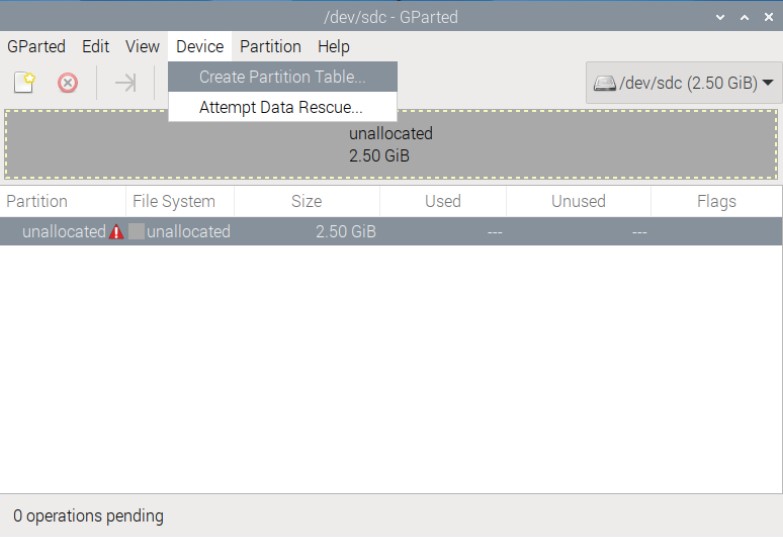 /dev/sdc - GParted
GParted Edit View Device Partition Help
Create Partition Table...
/dev/sdc (2.50 GiB)
Attempt Data Rescue...
unallocated
2.50 GiB
Partition File System Size Used Unused Flags
unallocated unallocated 2.50 GiB --- ---
0 operations pending